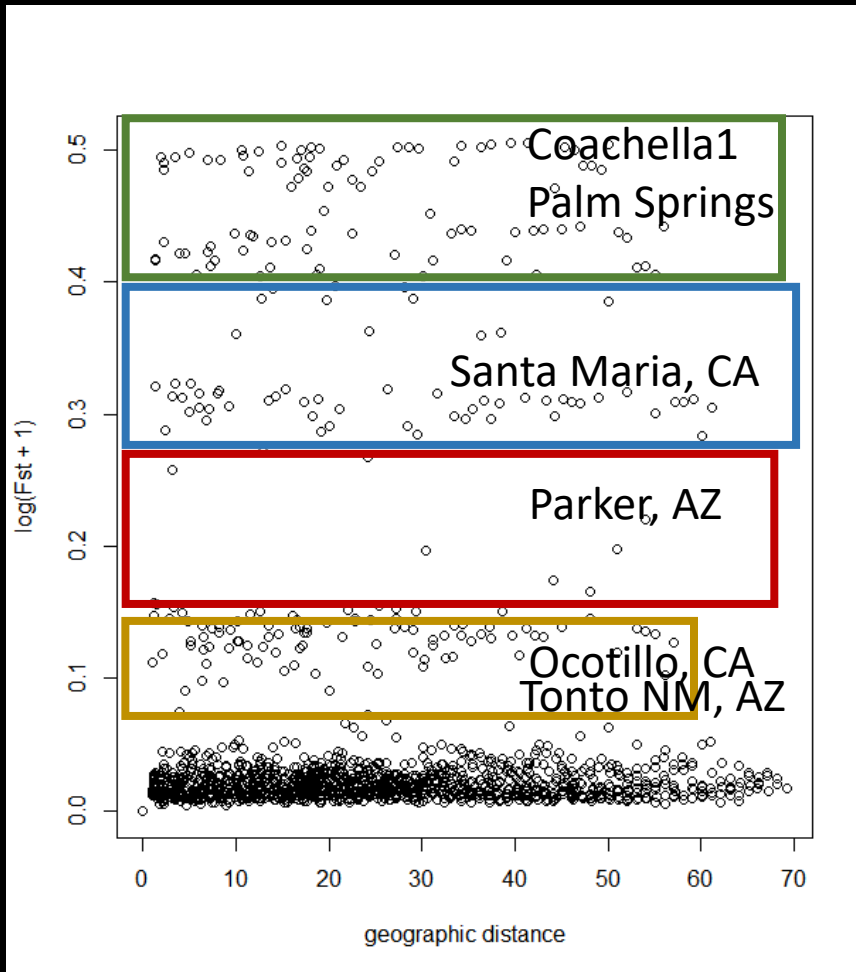 Coachella1
Palm Springs
Santa Maria, CA
Parker, AZ
Ocotillo, CA
Tonto NM, AZ
log(Fst + 1)
0.5
0.4
0.3
0.2
0.1
0.0
0 10 20 30 40 50 60 70
geographic distance